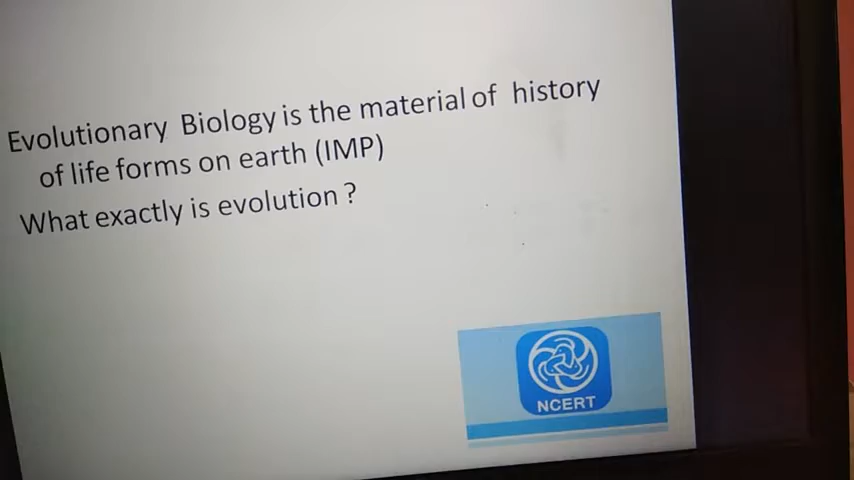 Evolutionary Biology is the material of history
of life forms on earth (IMP)
What exactly is evolution ?
NCERT